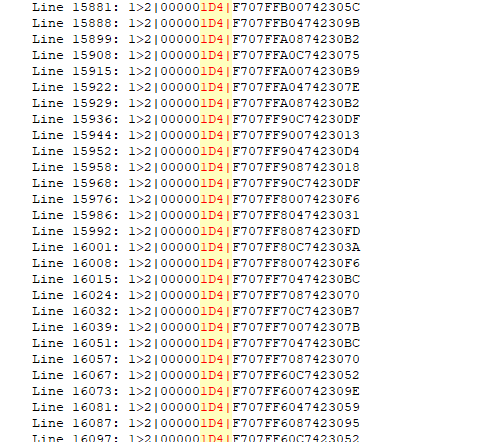 Line 15881: 1>2|000001D4|F707FFB00742305C
Line 15888: 1>2|000001D4|F707FFB04742309B
Line 15899: 1>2|000001D4|F707FFA0874230B2
Line 15908: 1>2|000001D4|F707FFA0C7423075
Line 15915: 1>2|000001D4|F707FFA0074230B9
Line 15922: 1>2|000001D4|F707FFA04742307E
Line 15929: 1>2|000001D4|F707FFA0874230B2
Line 15936: 1>2|000001D4|F707FF90C74230DF
Line 15944: 1>2|000001D4|F707FF9007423013
Line 15952: 1>2|000001D4|F707FF90474230D4
Line 15958: 1>2|000001D4|F707FF9087423018
Line 15968: 1>2|000001D4|F707FF90C74230DF
Line 15976: 1>2|000001D4|F707FF80074230F6
Line 15986: 1>2|000001D4|F707FF8047423031
Line 15992: 1>2|000001D4|F707FF80874230FD
Line 16001: 1>2|000001D4|F707FF80C742303A
Line 16008: 1>2|000001D4|F707FF80074230F6
Line 16015: 1>2|000001D4|F707FF70474230BC
Line 16024: 1>2|000001D4|F707FF7087423070
Line 16032: 1>2|000001D4|F707FF70C74230B7
Line 16039: 1>2|000001D4|F707FF700742307B
Line 16051: 1>2|000001D4|F707FF70474230BC
Line 16057: 1>2|000001D4|F707FF7087423070
Line 16067: 1>2|000001D4|F707FF60C7423052
Line 16073: 1>2|000001D4|F707FF600742309E
Line 16081: 1>2|000001D4|F707FF6047423059
Line 16087: 1>2|000001D4|F707FF6087423095
Line 16097: 1>2|000001D4|F707FF60C7423052